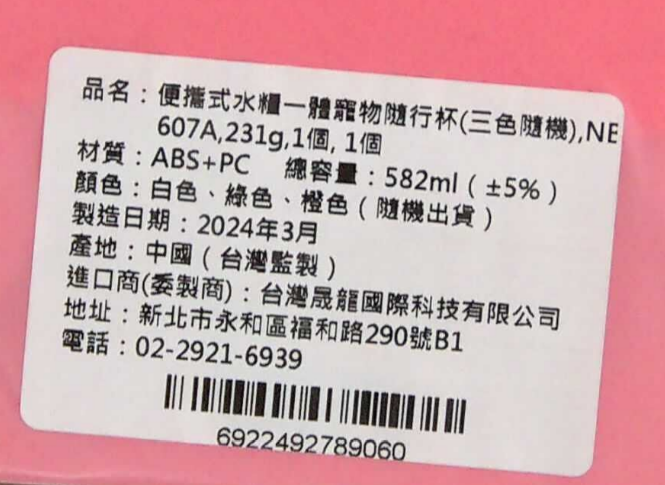 品名：便攜式水糧一體寵物隨行杯(三色隨機),NE
607A,231g,1個, 1個
材質：ABS+PC 總容量：582ml（±5%）
顏色：白色、綠色、橙色（隨機出貨）
製造日期：2024年3月
產地：中國（台灣監製）
進口商(委製商)：台灣晟龍國際科技有限公司
地址：新北市永和區福和路290號B1
電話：02-2921-6939
6922492789060